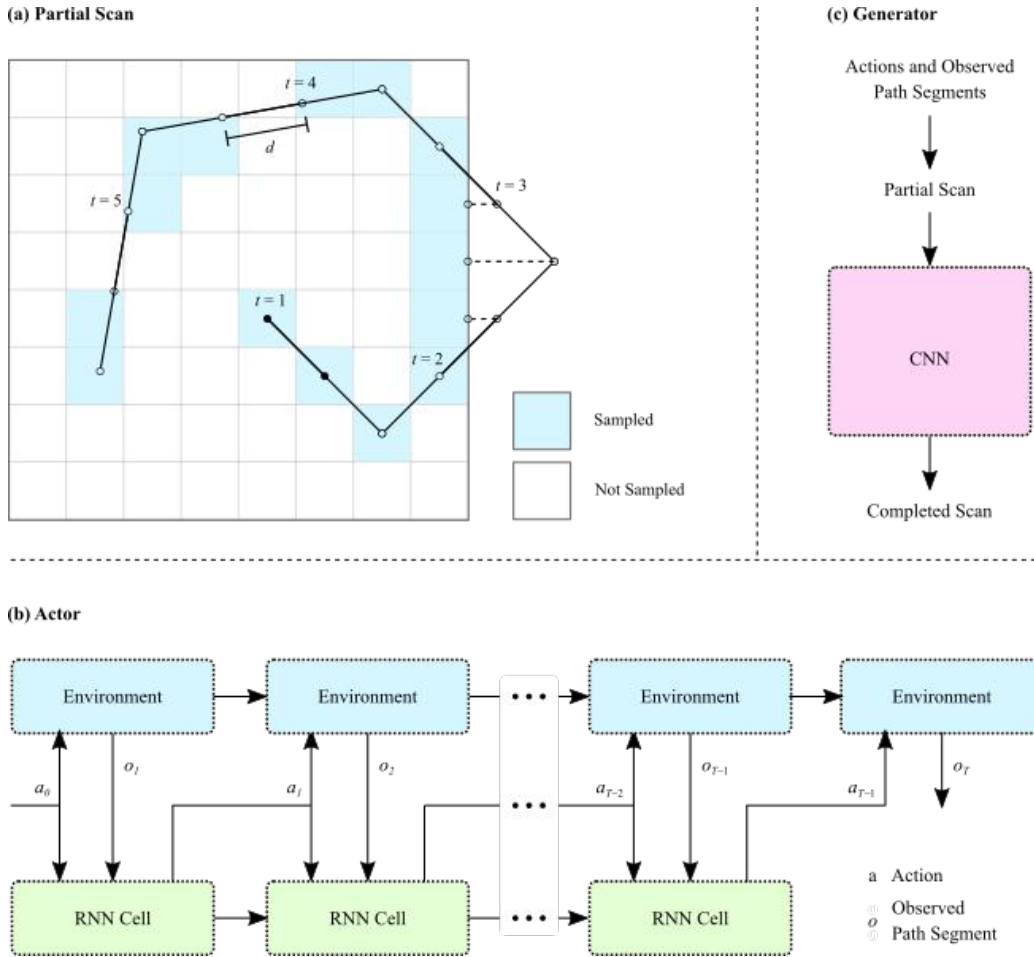 (a) Partial Scan
t = 4
d
t = 3
t = 5
t = 1
t = 2
Sampled
Not Sampled
(c) Generator
Actions and Observed
Path Segments
Partial Scan
CNN
Completed Scan
(b) Actor
Environment
Environment
•••
Environment
Environment
a0
o1
a1
o2
•••
aT−2
oT−1
aT−1
oT
RNN Cell
RNN Cell
•••
RNN Cell
a Action
o Observed
Path Segment